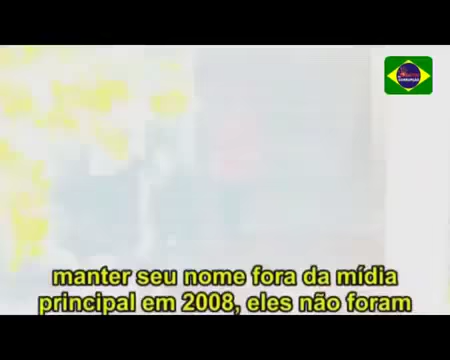 manter seu nome fora da mídia
principal em 2008, eles não foram